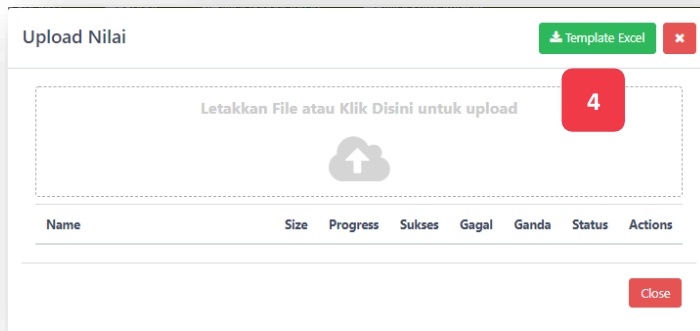 Upload Nilai
Template Excel
4
Letakkan File atau Klik Disini untuk upload
Name Size Progress Sukses Gagal Ganda Status Actions
Close